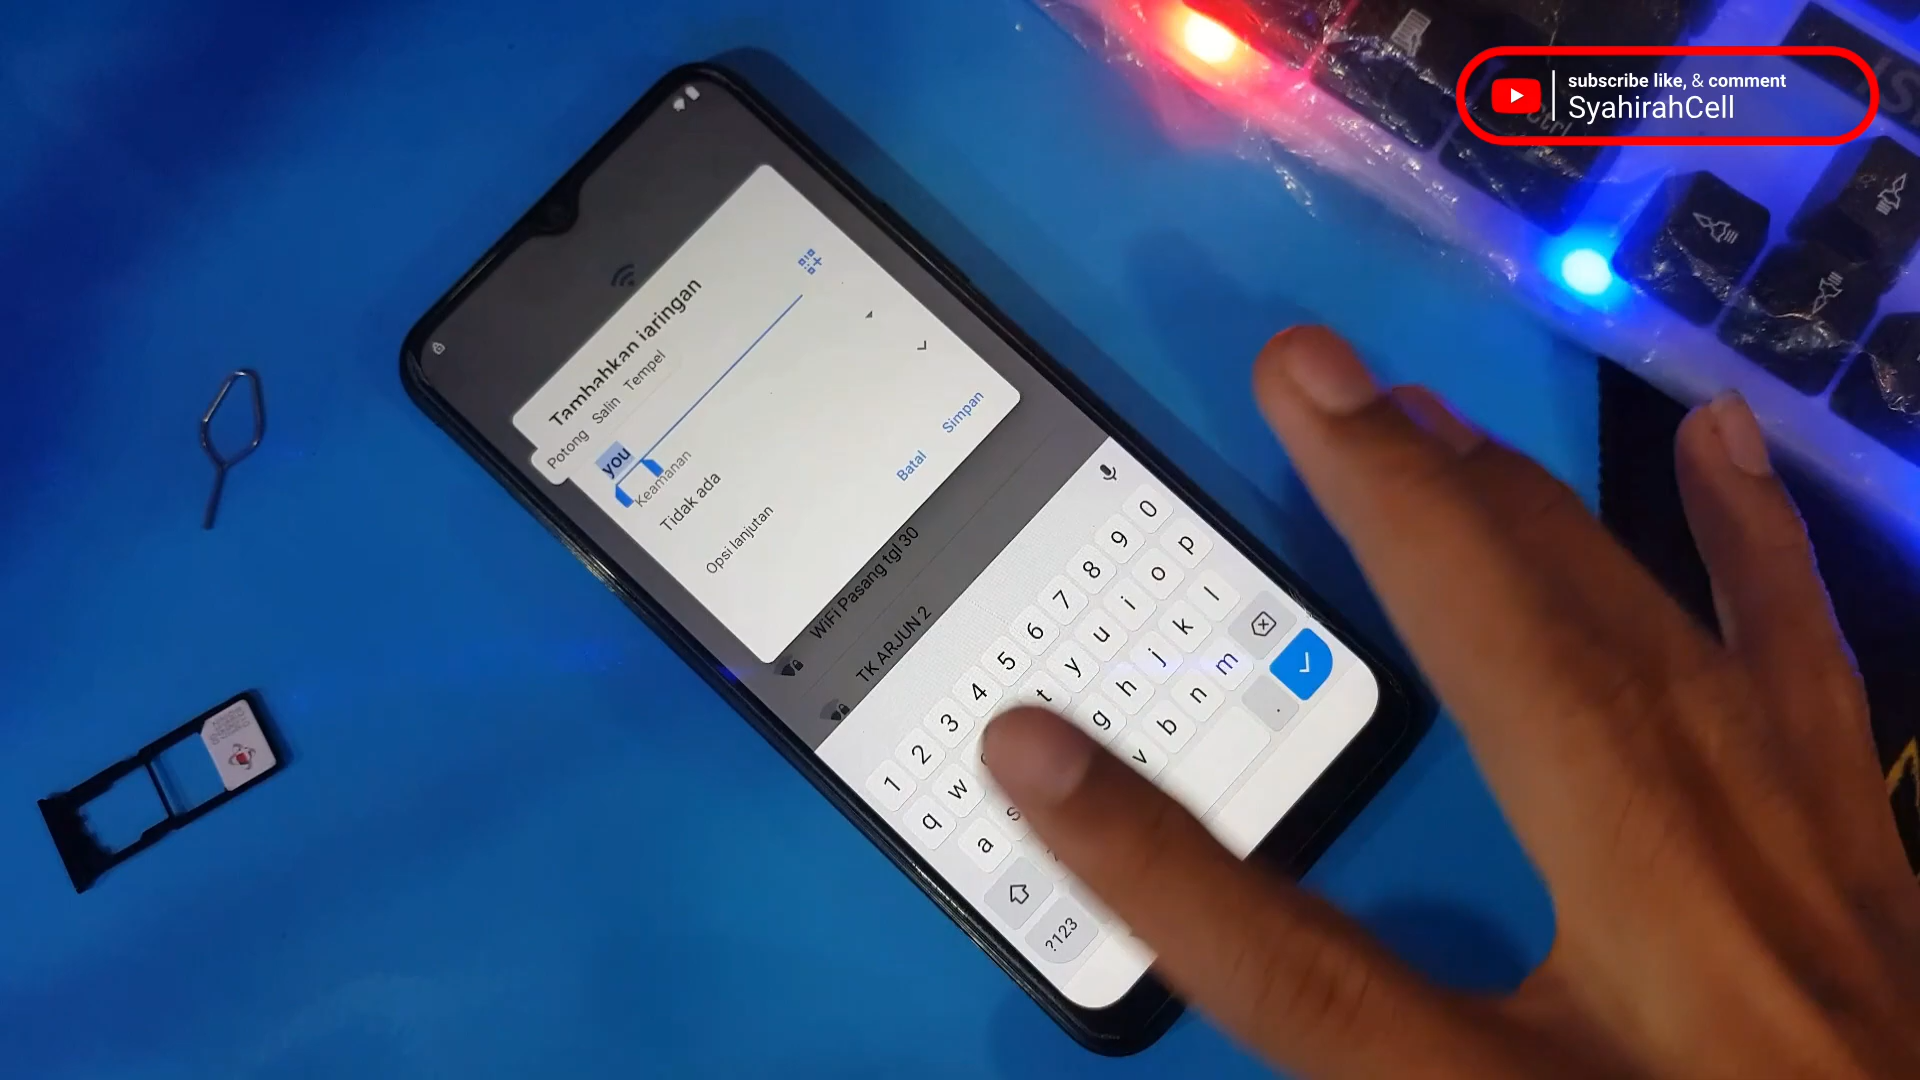 subscribe like, & comment
SyahirahCell
Tambahkan jaringan
Potong Salin Tempel
you
Keamanan
Tidak ada
Opsi lanjutan
Batal Simpan
WiFi Pasang tgl 30
TK ARJUN 2
1 2 3 4 5 6 7 8 9 0
q w t y u i o p
a s g h j k l
v b n m
?123 .